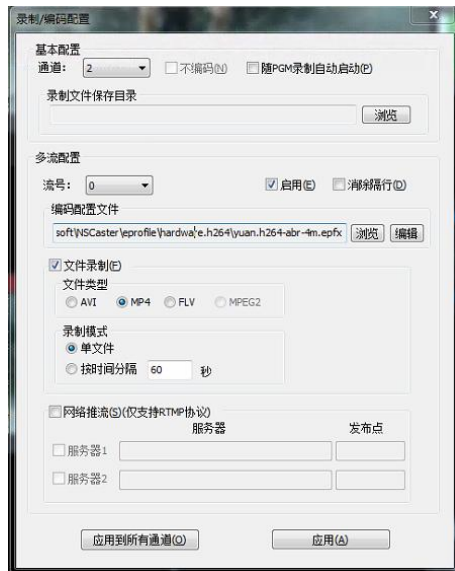 录制/编码配置
基本配置
通道: 2 不编码(N) 随PGM录制自动启动(P)
录制文件保存目录
浏览
多流配置
流号: 0 启用(E) 消除隔行(D)
编码配置文件
soft\NSCaster\eprofile\hardware.h264\yuan.h264-abr-4m.epfx 浏览 编辑
文件录制(F)
文件类型
AVI MP4 FLV MPEG2
录制模式
单文件
按时间分隔 60 秒
网络推流(S)(仅支持RTMP协议)
服务器 发布点
服务器1
服务器2
应用到所有通道(O) 应用(A)